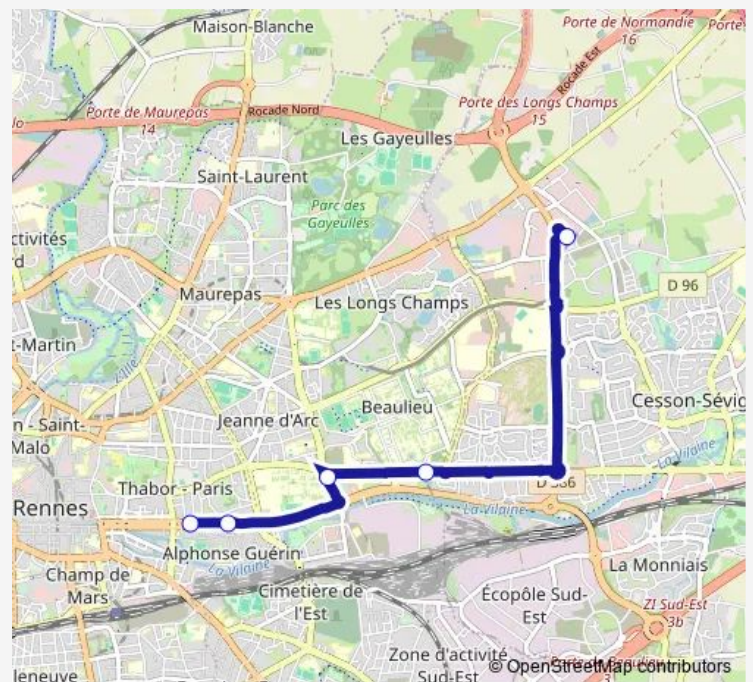 Maison-Blanche
Porte de Normandie
16
Rocade Est
Porte des Longs Champs
15
Porte de Maurepas
14
Rocade Nord
Les Gayeulles
Saint-Laurent
Parc des
Gayeulles
ctivités
Maurepas
Les Longs Champs
D 96
t-Martin
L'Ille
Jeanne d'Arc
Beaulieu
Cesson-Sévig
n - Saint-
Malo
La Vilaine
Thabor - Paris
Rennes
La Vilaine
Alphonse Guérin
La Vilaine
Champ de
Mars
Cimetière de
l'Est
La Monniais
Écopôle Sud-
Est
ZI Sud-Est
3b
Zone d'activité
Sud-Est
leneuve
© OpenStreetMap contributors